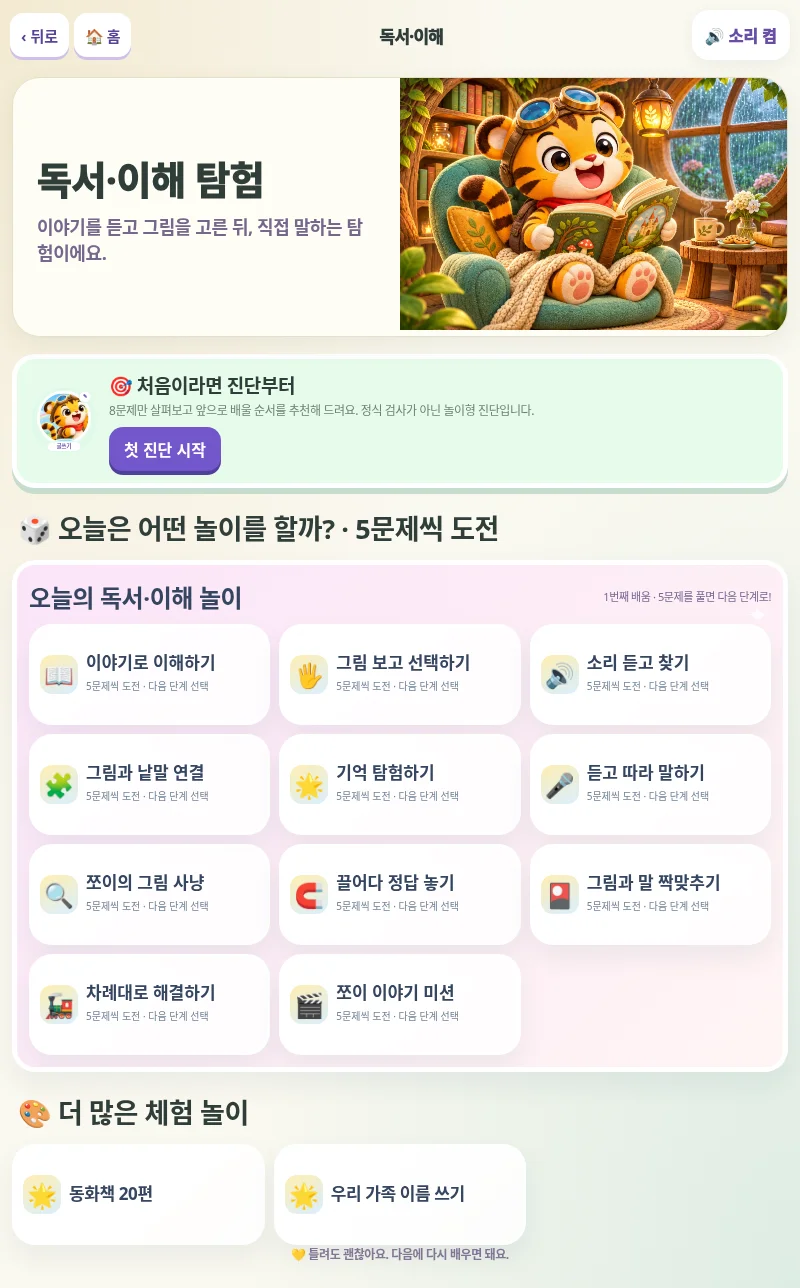 ‹ 뒤로
🏠 홈
독서·이해
🔊 소리 켬
독서·이해 탐험
이야기를 듣고 그림을 고른 뒤, 직접 말하는 탐
험이에요.
🎯 처음이라면 진단부터
8문제만 살펴보고 앞으로 배울 순서를 추천해 드려요. 정식 검사가 아닌 놀이형 진단입니다.
글쓰기
첫 진단 시작
🎲 오늘은 어떤 놀이를 할까? · 5문제씩 도전
오늘의 독서·이해 놀이
1번째 배움 · 5문제를 풀면 다음 단계로!
📖 이야기로 이해하기
5문제씩 도전 · 다음 단계 선택
🖐 그림 보고 선택하기
5문제씩 도전 · 다음 단계 선택
🔊 소리 듣고 찾기
5문제씩 도전 · 다음 단계 선택
🧩 그림과 낱말 연결
5문제씩 도전 · 다음 단계 선택
🌟 기억 탐험하기
5문제씩 도전 · 다음 단계 선택
🎤 듣고 따라 말하기
5문제씩 도전 · 다음 단계 선택
🔍 쪼이의 그림 사냥
5문제씩 도전 · 다음 단계 선택
🧲 끌어다 정답 놓기
5문제씩 도전 · 다음 단계 선택
🎴 그림과 말 짝맞추기
5문제씩 도전 · 다음 단계 선택
🚂 차례대로 해결하기
5문제씩 도전 · 다음 단계 선택
🎬 쪼이 이야기 미션
5문제씩 도전 · 다음 단계 선택
🎨 더 많은 체험 놀이
🌟 동화책 20편
🌟 우리 가족 이름 쓰기
💛 틀려도 괜찮아요. 다음에 다시 배우면 돼요.